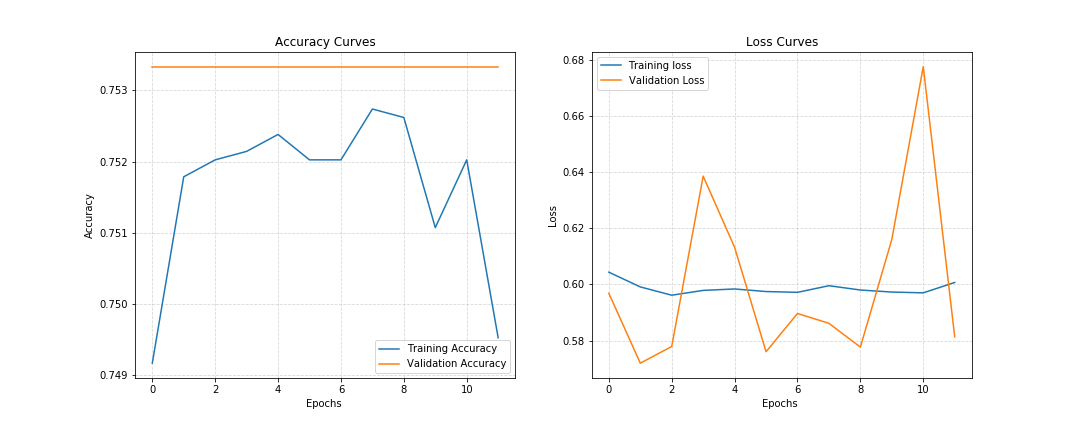 Accuracy Curves
0.753
0.752
0.751
0.750
0.749
Accuracy
0 2 4 6 8 10
Epochs
Training Accuracy
Validation Accuracy
Loss Curves
Training loss
Validation Loss
0.68
0.66
0.64
0.62
0.60
0.58
Loss
0 2 4 6 8 10
Epochs